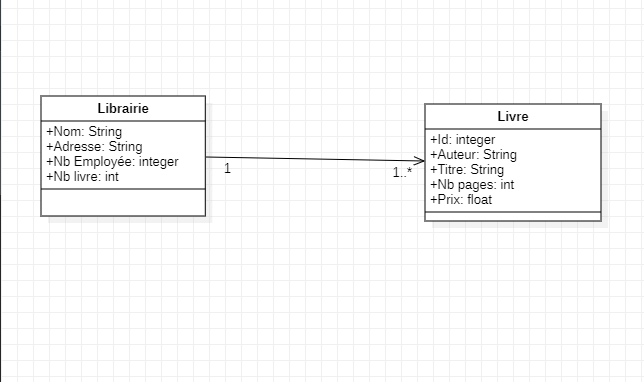 Librairie
+Nom: String
+Adresse: String
+Nb Employée: integer
+Nb livre: int
1
1..*
Livre
+Id: integer
+Auteur: String
+Titre: String
+Nb pages: int
+Prix: float